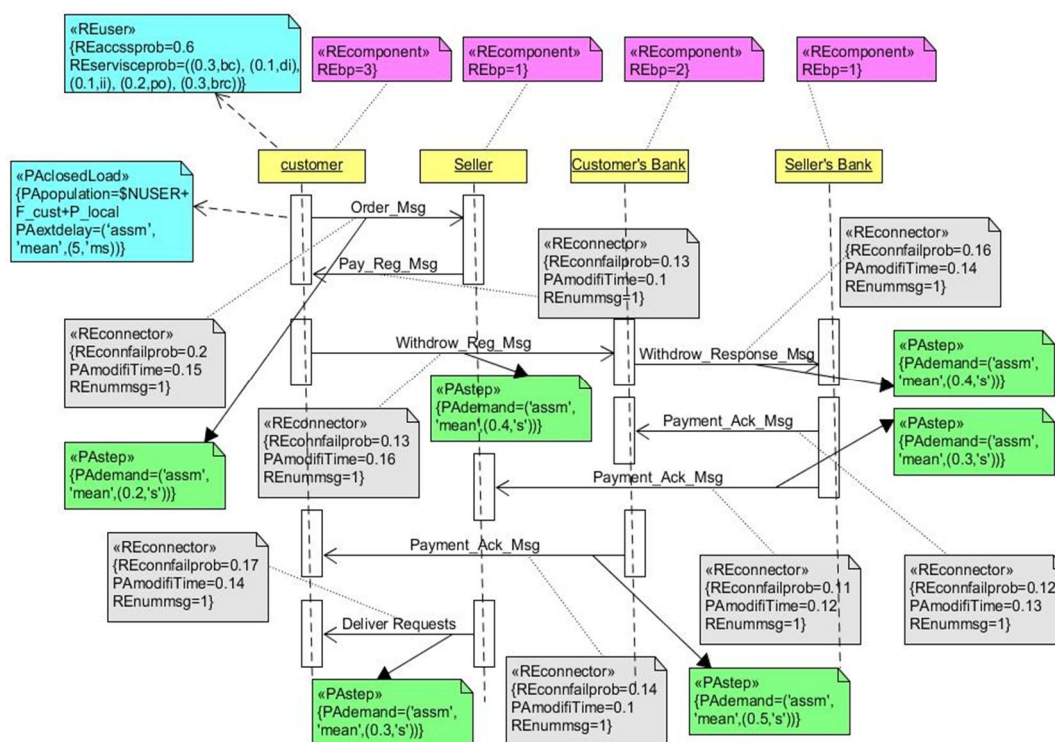 «REuser»
{REaccssprob=0.6
REservisceprob=((0.3,bc), (0.1,di),
(0.1,ii), (0.2,po), (0.3,brc))}
«REcomponent»
REbp=3}
«REcomponent»
REbp=1}
«REcomponent»
REbp=2}
«REcomponent»
REbp=1}
customer
Seller
Customer's Bank
Seller's Bank
«PAclosedLoad»
{PApopulation=$NUSER+
F_cust+P_local
PAextdelay=('assm',
'mean',(5,'ms))}
Order_Msg
Pay_Reg_Msg
«REconnector»
{REconnfailprob=0.13
PAmodifiTime=0.1
REnummsg=1}
«REconnector»
{REconnfailprob=0.16
PAmodifiTime=0.14
REnummsg=1}
«REconnector»
{REconnfailprob=0.2
PAmodifiTime=0.15
REnummsg=1}
Withdrow_Reg_Msg
Withdrow_Response_Msg
«PAstep»
{PAdemand=('assm',
'mean',(0.4,'s'))}
«PAstep»
{PAdemand=('assm',
'mean',(0.4,'s'))}
«REconnector»
{REconnfailprob=0.13
PAmodifiTime=0.16
REnummsg=1}
Payment_Ack_Msg
«PAstep»
{PAdemand=('assm',
'mean',(0.3,'s'))}
«PAstep»
{PAdemand=('assm',
'mean',(0.2,'s'))}
Payment_Ack_Msg
Payment_Ack_Msg
«REconnector»
{REconnfailprob=0.17
PAmodifiTime=0.14
REnummsg=1}
«REconnector»
{REconnfailprob=0.11
PAmodifiTime=0.12
REnummsg=1}
«REconnector»
{REconnfailprob=0.12
PAmodifiTime=0.13
REnummsg=1}
Deliver Requests
«REconnector»
{REconnfailprob=0.14
PAmodifiTime=0.1
REnummsg=1}
«PAstep»
{PAdemand=('assm',
'mean',(0.5,'s'))}
«PAstep»
{PAdemand=('assm',
'mean',(0.3,'s'))}